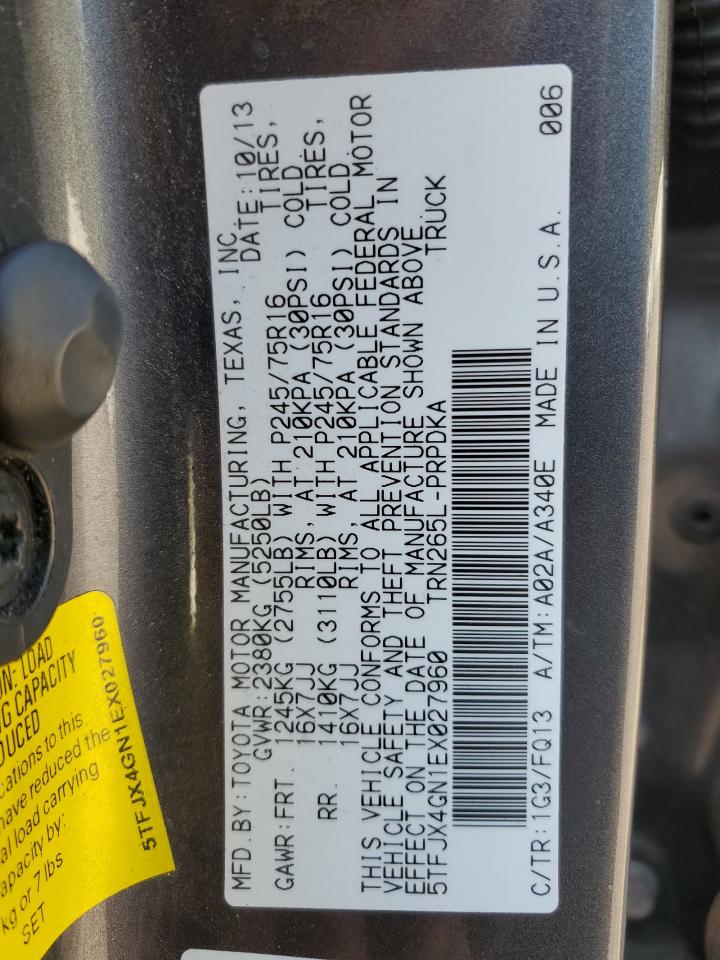 MFD.BY:TOYOTA MOTOR MANUFACTURING, TEXAS, INC.
GVWR:2380KG (5250LB) DATE:10/13
GAWR:FRT. 1245KG (2755LB) WITH P245/75R16 TIRES,
16X7JJ RIMS, AT 210KPA (30PSI) COLD
RR. 1410KG (3110LB) WITH P245/75R16 TIRES,
16X7JJ RIMS, AT 210KPA (30PSI) COLD
THIS VEHICLE CONFORMS TO ALL APPLICABLE FEDERAL MOTOR
VEHICLE SAFETY AND THEFT PREVENTION STANDARDS IN
EFFECT ON THE DATE OF MANUFACTURE SHOWN ABOVE.
5TFJX4GN1EX027960 TRN265L-PRPDKA TRUCK
C/TR:1G3/FQ13 A/TM:A02A/A340E MADE IN U.S.A. 006
LOAD
CAPACITY
DUCED
cations to this
have reduced the
al load carrying
apacity by:
kg or 7 lbs
SET
5TFJX4GN1EX027960